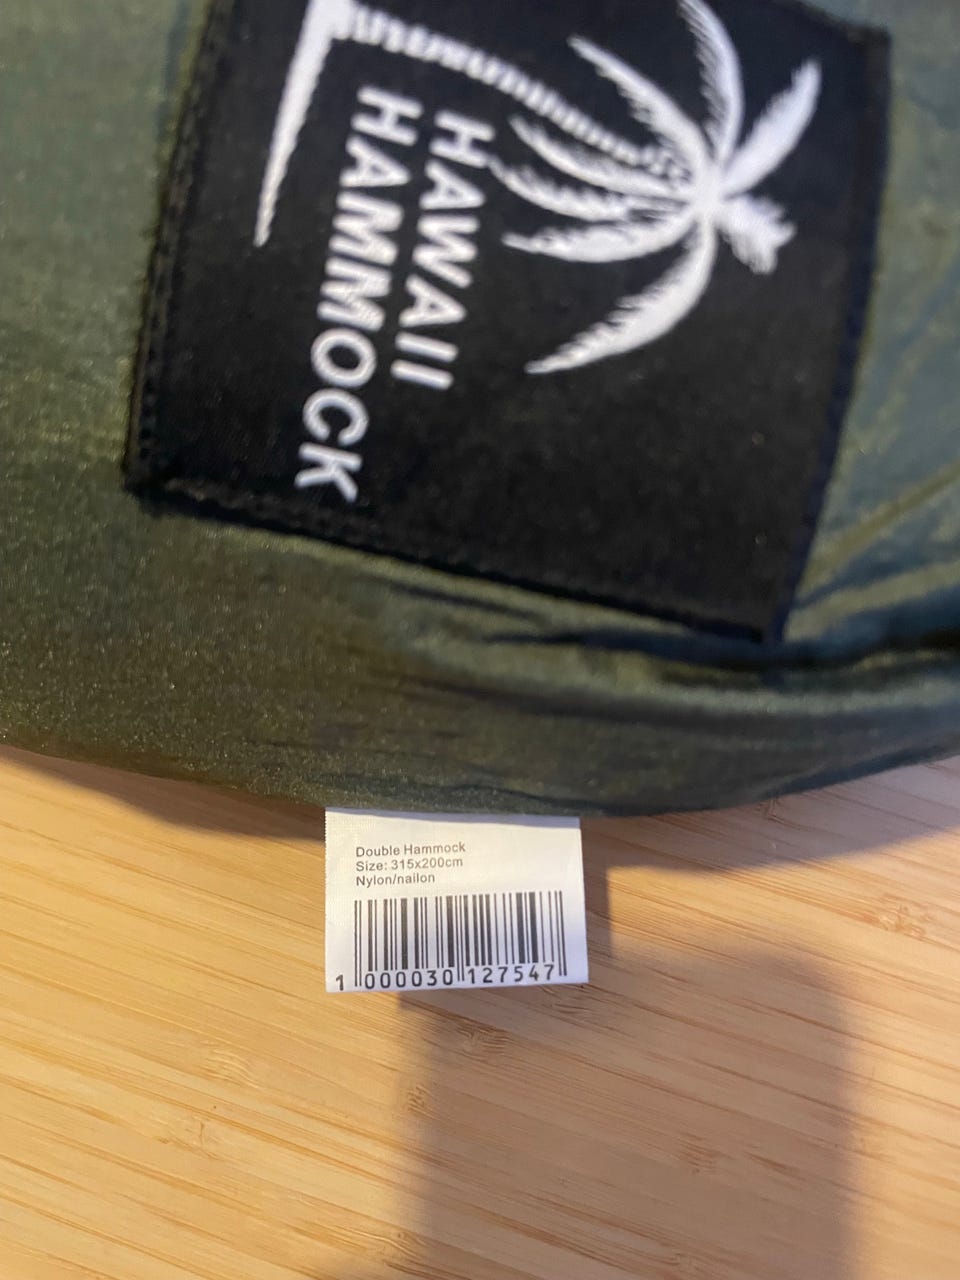 HAWAII
HAMMOCK
Double Hammock
Size: 315x200cm
Nylon/nailon
1 000030 127547